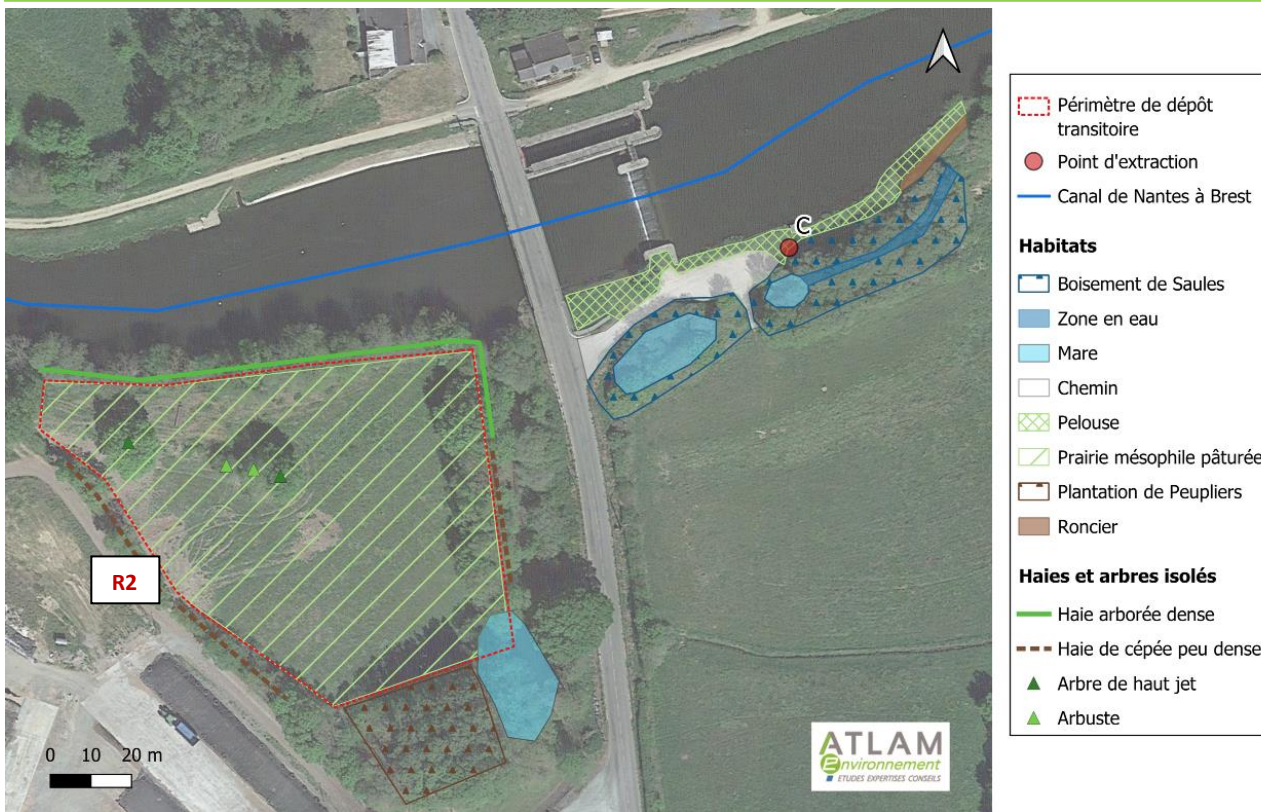 C
R2
0 10 20 m
ATLAM
Environnement
ETUDES EXPERTISES CONSEILS
Périmètre de dépôt
transitoire
Point d'extraction
Canal de Nantes à Brest
Habitats
Boisement de Saules
Zone en eau
Mare
Chemin
Pelouse
Prairie mésophile pâturée
Plantation de Peupliers
Roncier
Haies et arbres isolés
Haie arborée dense
Haie de cépée peu dense
Arbre de haut jet
Arbuste